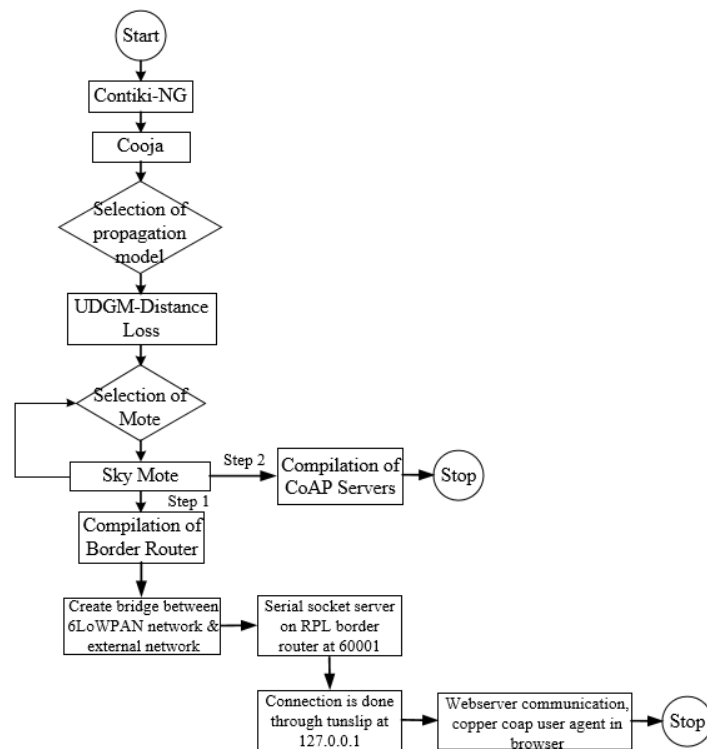 Start
Contiki-NG
Cooja
Selection of
propagation
model
UDGM-Distance
Loss
Selection of
Mote
Sky Mote
Step 2
Compilation of
CoAP Servers
Stop
Step 1
Compilation of
Border Router
Create bridge between
6LoWPAN network &
external network
Serial socket server
on RPL border
router at 60001
Connection is done
through tunslip at
127.0.0.1
Webserver communication,
copper coap user agent in
browser
Stop